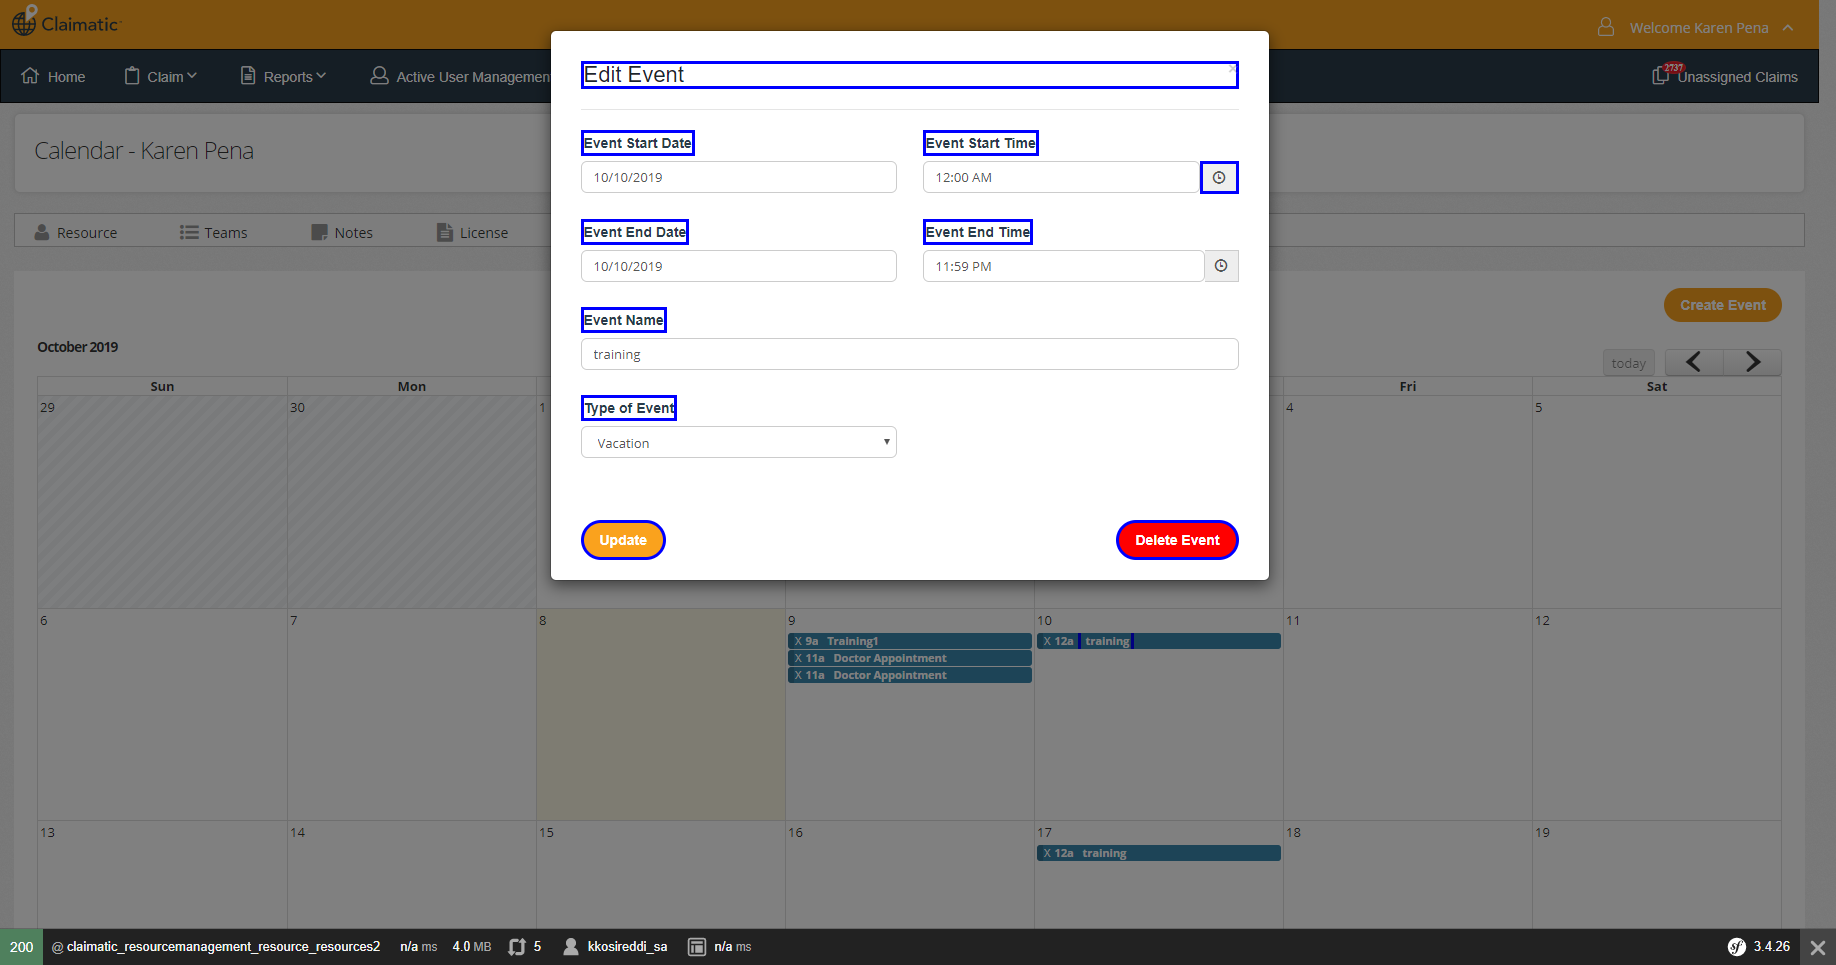 Claimatic
Welcome Karen Pena
Home
Claim
Reports
Active User Managemen
2737
Unassigned Claims
Calendar - Karen Pena
Resource
Teams
Notes
License
Edit Event
×
Event Start Date
Event Start Time
10/10/2019
12:00 AM
Event End Date
Event End Time
10/10/2019
11:59 PM
Event Name
training
Type of Event
Vacation
Update
Delete Event
Create Event
October 2019
today
Sun
Mon
Fri
Sat
29
30
1
4
5
6
7
8
9
10
11
12
X 9a Training1
X 11a Doctor Appointment
X 11a Doctor Appointment
X 12a training
13
14
15
16
17
18
19
X 12a training
200
@ claimatic_resourcemanagement_resource_resources2
n/a ms
4.0 MB
5
kkosireddi_sa
n/a ms
sf
3.4.26